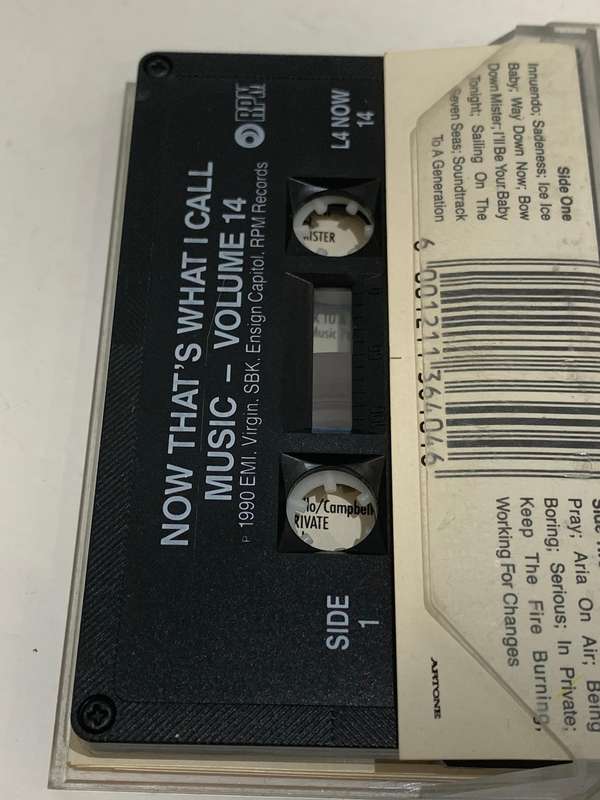 NOW THAT'S WHAT I CALL
MUSIC – VOLUME 14
P 1990 EMI. Virgin. SBK. Ensign Capitol. RPM Records
RPM
L4 NOW
14
SIDE
1
MISTER
lo/Campbell
PRIVATE
Side One
Innuendo; Sadeness; Ice Ice
Baby; Way Down Now; Bow
Down Mister; I'll Be Your Baby
Tonight; Sailing On The
Seven Seas; Soundtrack
To A Generation
Pray; Aria On Air; Being
Boring; Serious; In Private;
Keep The Fire Burning,
Working For Changes
ARTONE